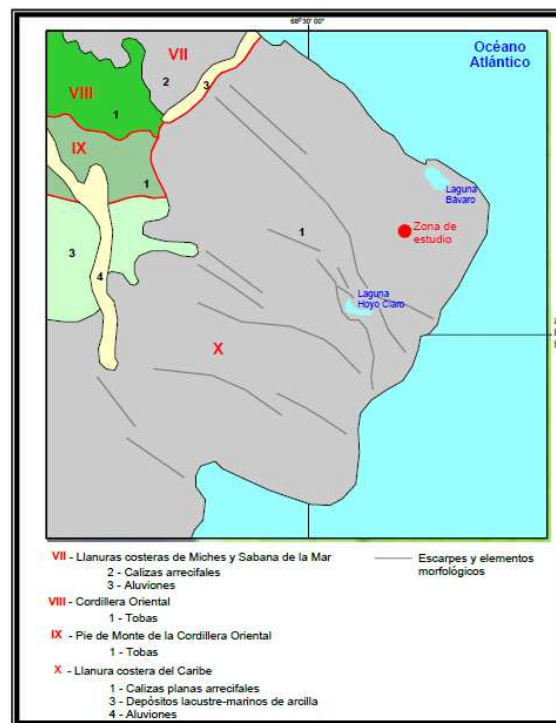 68°30' 00"
Océano
Atlántico
VII
2
3
VIII
1
IX
1
Laguna
Bávaro
Zona de
estudio
3
1
4
Laguna
Hoyo Claro
X
VII - Llanuras costeras de Miches y Sabana de la Mar
2 - Calizas arrecifales
3 - Aluviones
Escarpes y elementos
morfológicos
VIII - Cordillera Oriental
1 - Tobas
IX - Pie de Monte de la Cordillera Oriental
1 - Tobas
X - Llanura costera del Caribe
1 - Calizas planas arrecifales
3 - Depósitos lacustre-marinos de arcilla
4 - Aluviones